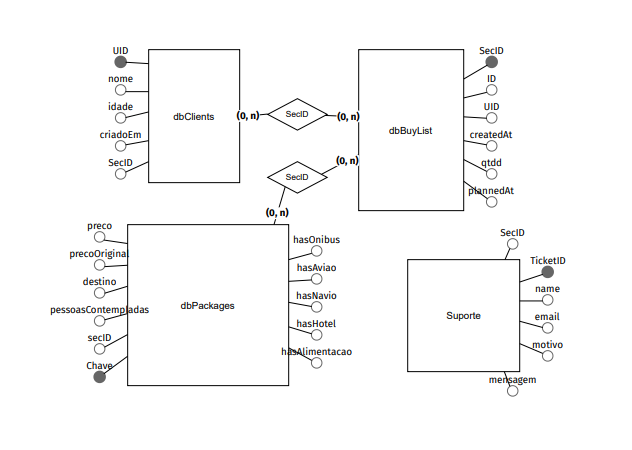 UID
nome
idade
criadoEm
SecID
dbClients
(0, n)
SecID
(0, n)
dbBuyList
SecID
ID
UID
createdAt
qtdd
plannedAt
(0, n)
SecID
(0, n)
preco
precoOriginal
destino
pessoasContempladas
secID
Chave
dbPackages
hasOnibus
hasAviao
hasNavio
hasHotel
hasAlimentacao
SecID
TicketID
name
email
motivo
mensagem
Suporte